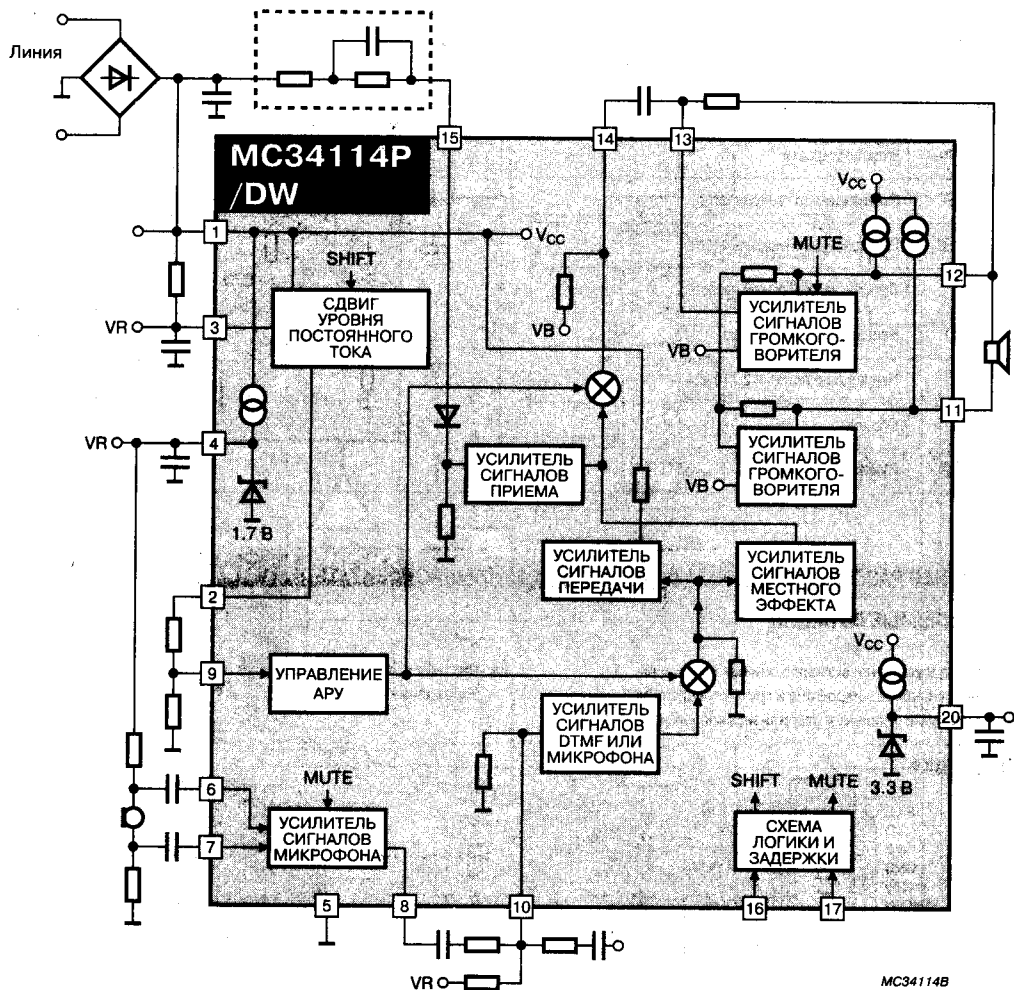 Линия
15
14
13
MC34114P
/DW
VCC
1
VCC
SHIFT
MUTE
12
СДВИГ
УРОВНЯ
ПОСТОЯННОГО
ТОКА
УСИЛИТЕЛЬ
СИГНАЛОВ
ГРОМКОГО-
ВОРИТЕЛЯ
VR
3
VB
VB
11
VR
4
УСИЛИТЕЛЬ
СИГНАЛОВ
ПРИЕМА
УСИЛИТЕЛЬ
СИГНАЛОВ
ГРОМКОГО-
ВОРИТЕЛЯ
VB
1.7 В
УСИЛИТЕЛЬ
СИГНАЛОВ
ПЕРЕДАЧИ
УСИЛИТЕЛЬ
СИГНАЛОВ
МЕСТНОГО
ЭФФЕКТА
2
VCC
9
УПРАВЛЕНИЕ
АРУ
УСИЛИТЕЛЬ
СИГНАЛОВ
DTMF ИЛИ
МИКРОФОНА
20
3.3 В
MUTE
SHIFT
MUTE
6
7
УСИЛИТЕЛЬ
СИГНАЛОВ
МИКРОФОНА
СХЕМА
ЛОГИКИ И
ЗАДЕРЖКИ
5
8
10
16
17
VR
MC34114B